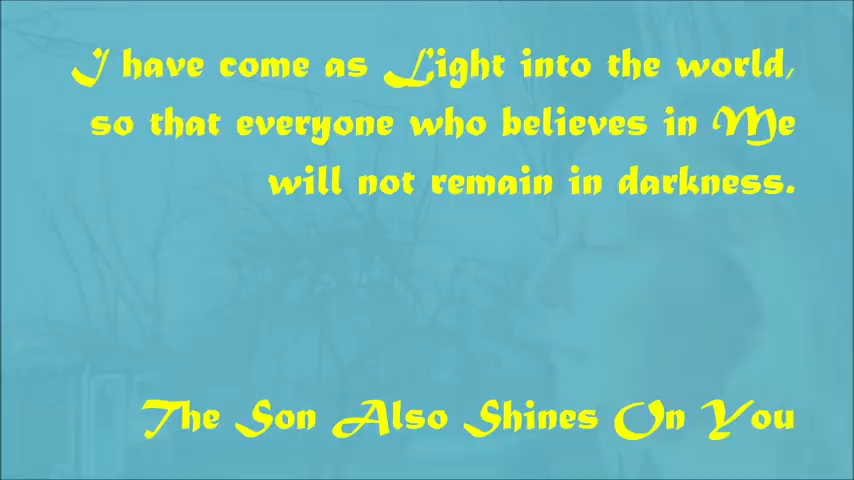 I have come as Light into the world,
so that everyone who believes in Me
will not remain in darkness.
The Son Also Shines On You